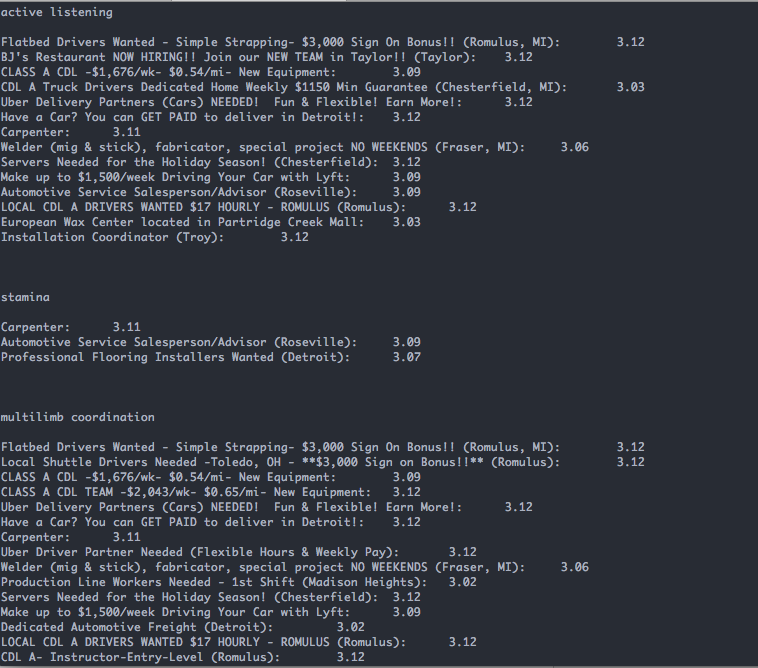 active listening
Flatbed Drivers Wanted - Simple Strapping- $3,000 Sign On Bonus!! (Romulus, MI): 3.12
BJ's Restaurant NOW HIRING!! Join our NEW TEAM in Taylor!! (Taylor): 3.12
CLASS A CDL -$1,676/wk- $0.54/mi- New Equipment: 3.09
CDL A Truck Drivers Dedicated Home Weekly $1150 Min Guarantee (Chesterfield, MI): 3.03
Uber Delivery Partners (Cars) NEEDED!  Fun & Flexible! Earn More!: 3.12
Have a Car? You can GET PAID to deliver in Detroit!: 3.12
Carpenter: 3.11
Welder (mig & stick), fabricator, special project NO WEEKENDS (Fraser, MI): 3.06
Servers Needed for the Holiday Season! (Chesterfield): 3.12
Make up to $1,500/week Driving Your Car with Lyft: 3.09
Automotive Service Salesperson/Advisor (Roseville): 3.09
LOCAL CDL A DRIVERS WANTED $17 HOURLY - ROMULUS (Romulus): 3.12
European Wax Center located in Partridge Creek Mall: 3.03
Installation Coordinator (Troy): 3.12
stamina
Carpenter: 3.11
Automotive Service Salesperson/Advisor (Roseville): 3.09
Professional Flooring Installers Wanted (Detroit): 3.07
multilimb coordination
Flatbed Drivers Wanted - Simple Strapping- $3,000 Sign On Bonus!! (Romulus, MI): 3.12
Local Shuttle Drivers Needed -Toledo, OH - **$3,000 Sign on Bonus!!** (Romulus): 3.12
CLASS A CDL -$1,676/wk- $0.54/mi- New Equipment: 3.09
CLASS A CDL TEAM -$2,043/wk- $0.65/mi- New Equipment: 3.12
Uber Delivery Partners (Cars) NEEDED!  Fun & Flexible! Earn More!: 3.12
Have a Car? You can GET PAID to deliver in Detroit!: 3.12
Carpenter: 3.11
Uber Driver Partner Needed (Flexible Hours & Weekly Pay): 3.12
Welder (mig & stick), fabricator, special project NO WEEKENDS (Fraser, MI): 3.06
Production Line Workers Needed - 1st Shift (Madison Heights): 3.02
Servers Needed for the Holiday Season! (Chesterfield): 3.12
Make up to $1,500/week Driving Your Car with Lyft: 3.09
Dedicated Automotive Freight (Detroit): 3.02
LOCAL CDL A DRIVERS WANTED $17 HOURLY - ROMULUS (Romulus): 3.12
CDL A- Instructor-Entry-Level (Romulus): 3.12